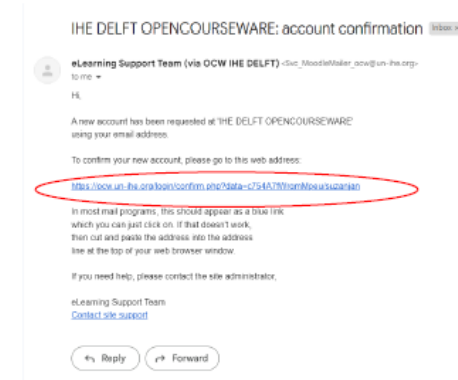 IHE DELFT OPENCOURSEWARE: account confirmation Inbox ×
eLearning Support Team (via OCW IHE DELFT) <Svc_MoodleMailer_ocw@un-ihe.org>
to me
Hi,
A new account has been requested at 'IHE DELFT OPENCOURSEWARE'
using your email address.
To confirm your new account, please go to this web address:
In most mail programs, this should appear as a blue link
which you can just click on. If that doesn't work,
then cut and paste the address into the address
line at the top of your web browser window.
If you need help, please contact the site administrator,
eLearning Support Team
Contact site support
Reply Forward